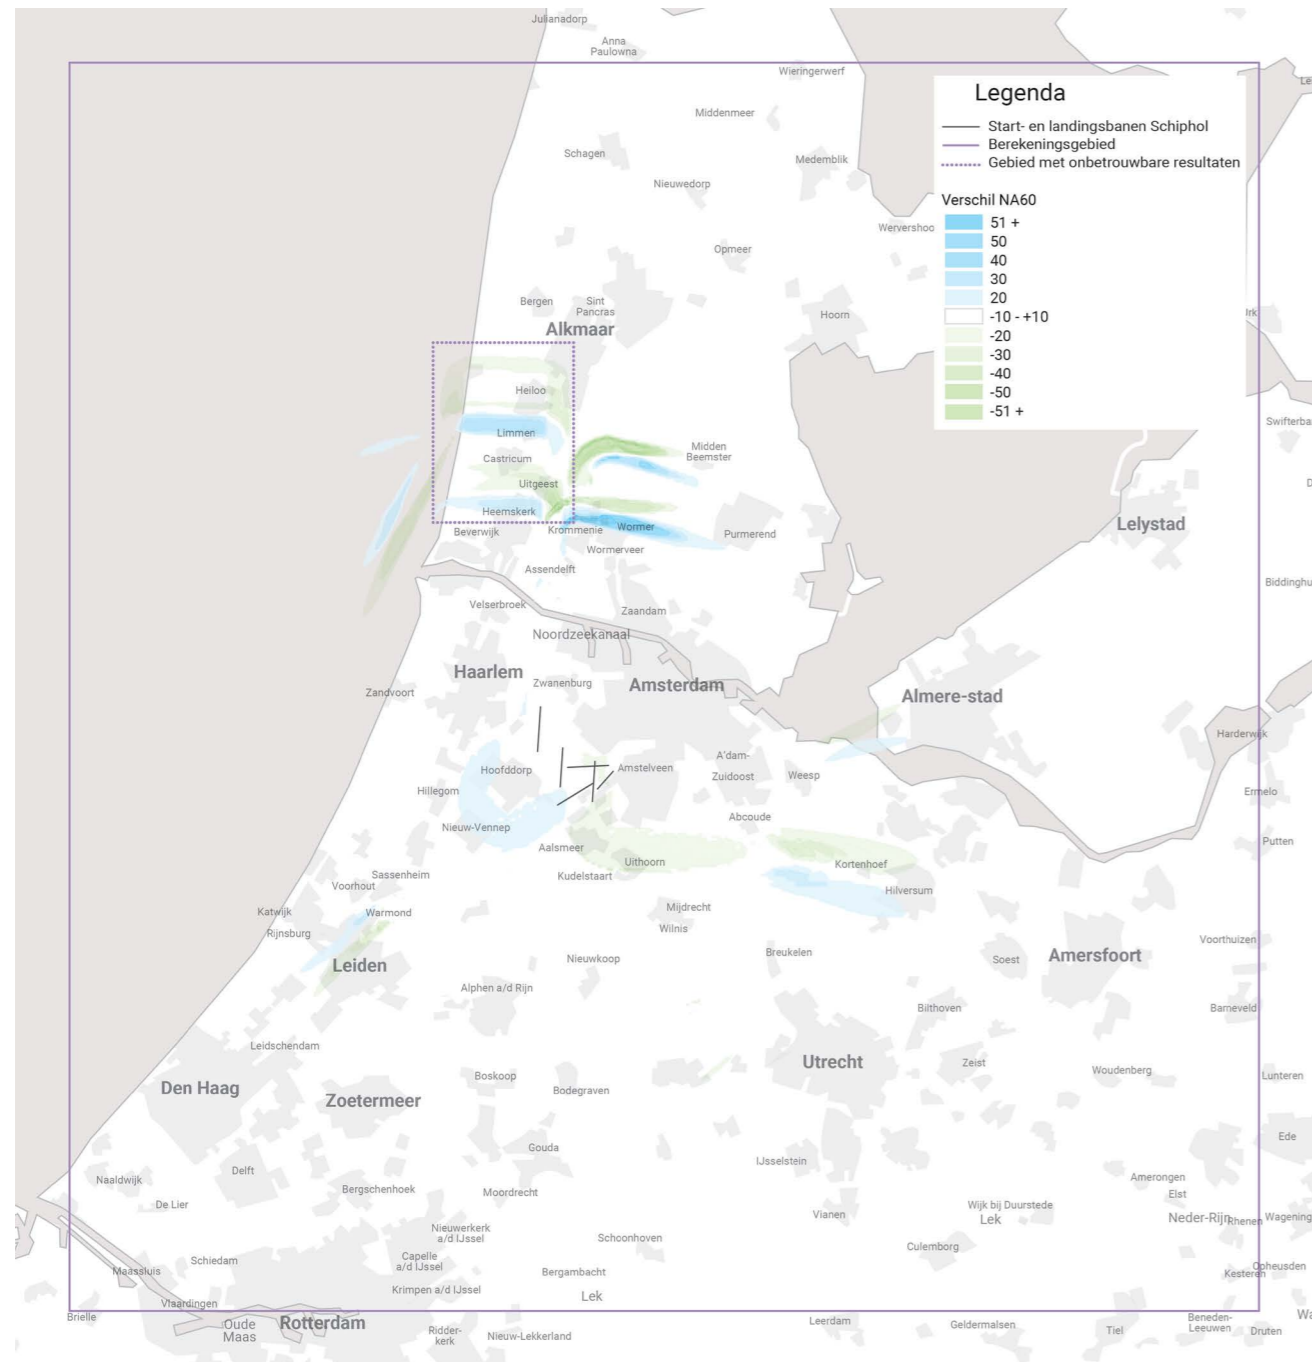 Julianadorp
Anna
Paulowna
Wieringerwerf
Legenda
Start- en landingsbanen Schiphol
Berekeningsgebied
Gebied met onbetrouwbare resultaten
Verschil NA60
51 +
50
40
30
20
-10 - +10
-20
-30
-40
-50
-51 +
Middenmeer
Schagen
Medemblik
Nieuwedorp
Wervershoo
Opmeer
Bergen
Sint
Pancras
Hoorn
Alkmaar
Heiloo
Limmen
Midden
Beemster
Castricum
Uitgeest
Swifterba
Heemskerk
Krommenie
Wormer
Beverwijk
Purmerend
Lelystad
Wormerveer
Assendelft
Biddinghu
Velserbroek
Zaandam
Noordzeekanaal
Haarlem
Zwanenburg
Amsterdam
Zandvoort
Almere-stad
Harderwijk
Hoofddorp
Amstelveen
A'dam-
Zuidoost
Weesp
Hillegom
Ermelo
Nieuw-Vennep
Abcoude
Aalsmeer
Putten
Uithoorn
Kortenhoef
Kudelstaart
Sassenheim
Voorhout
Hilversum
Katwijk
Warmond
Mijdrecht
Rijnsburg
Wilnis
Voorthuizen
Leiden
Nieuwkoop
Breukelen
Soest
Amersfoort
Alphen a/d Rijn
Bilthoven
Barneveld
Leidschendam
Utrecht
Zeist
Den Haag
Zoetermeer
Boskoop
Bodegraven
Woudenberg
Lunteren
Gouda
Ede
Delft
IJsselstein
Naaldwijk
Bergschenhoek
Moordrecht
Amerongen
De Lier
Elst
Wijk bij Duurstede
Lek
Vianen
Neder-Rijn
Rhenen
Wagening
Nieuwerkerk
a/d IJssel
Schoonhoven
Culemborg
Schiedam
Capelle
a/d IJssel
Maassluis
Bergambacht
Opheusden
Kesteren
Krimpen a/d IJssel
Lek
Vlaardingen
Brielle
Oude
Maas
Rotterdam
Ridder-
kerk
Nieuw-Lekkerland
Leerdam
Geldermalsen
Tiel
Beneden-
Leeuwen
Druten